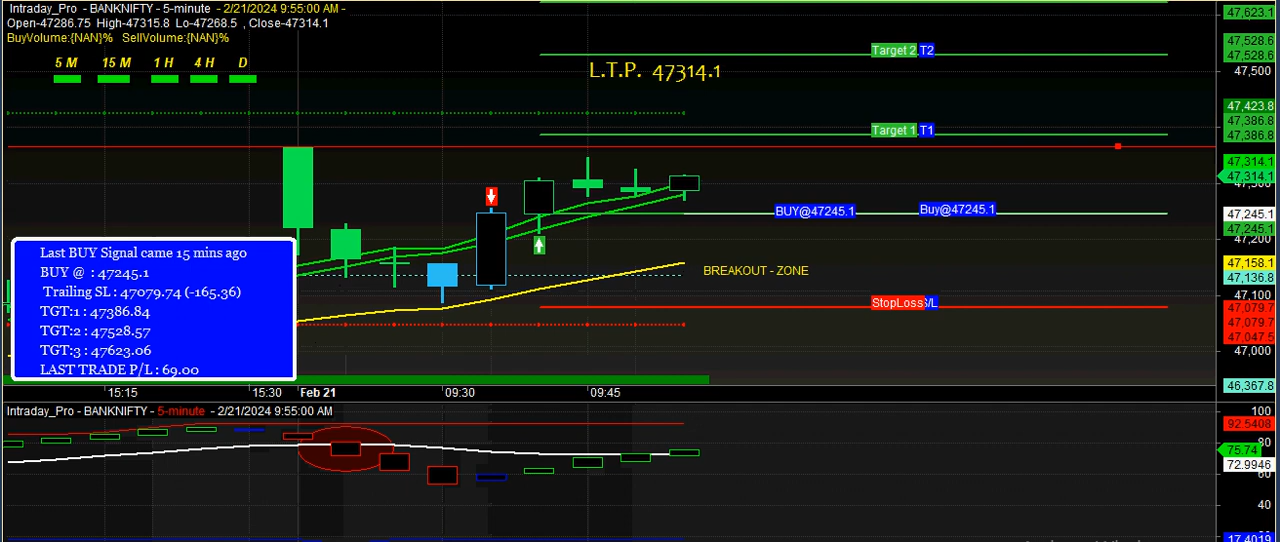 Intraday_Pro - BANKNIFTY - 5-minute - 2/21/2024 9:55:00 AM -
Open-47286.75 High-47315.8 Lo-47268.5 , Close-47314.1
BuyVolume:{NAN}% SellVolume:{NAN}%
5 M 15 M 1 H 4 H D
L.T.P. 47314.1
Target 2 T2
Target 1 T1
BUY@47245.1 Buy@47245.1
BREAKOUT - ZONE
StopLoss S/L
Last BUY Signal came 15 mins ago
BUY @ : 47245.1
Trailing SL : 47079.74 (-165.36)
TGT:1 : 47386.84
TGT:2 : 47528.57
TGT:3 : 47623.06
LAST TRADE P/L : 69.00
47,623.1
47,528.6
47,528.6
47,500
47,423.8
47,386.8
47,386.8
47,314.1
47,314.1
47,245.1
47,245.1
47,200
47,158.1
47,136.8
47,100
47,079.7
47,079.7
47,047.5
47,000
46,367.8
15:15 15:30 Feb 21 09:30 09:45
Intraday_Pro - BANKNIFTY - 5-minute - 2/21/2024 9:55:00 AM
100
92.5408
80
75.74
72.9946
60
40
20
17.4019